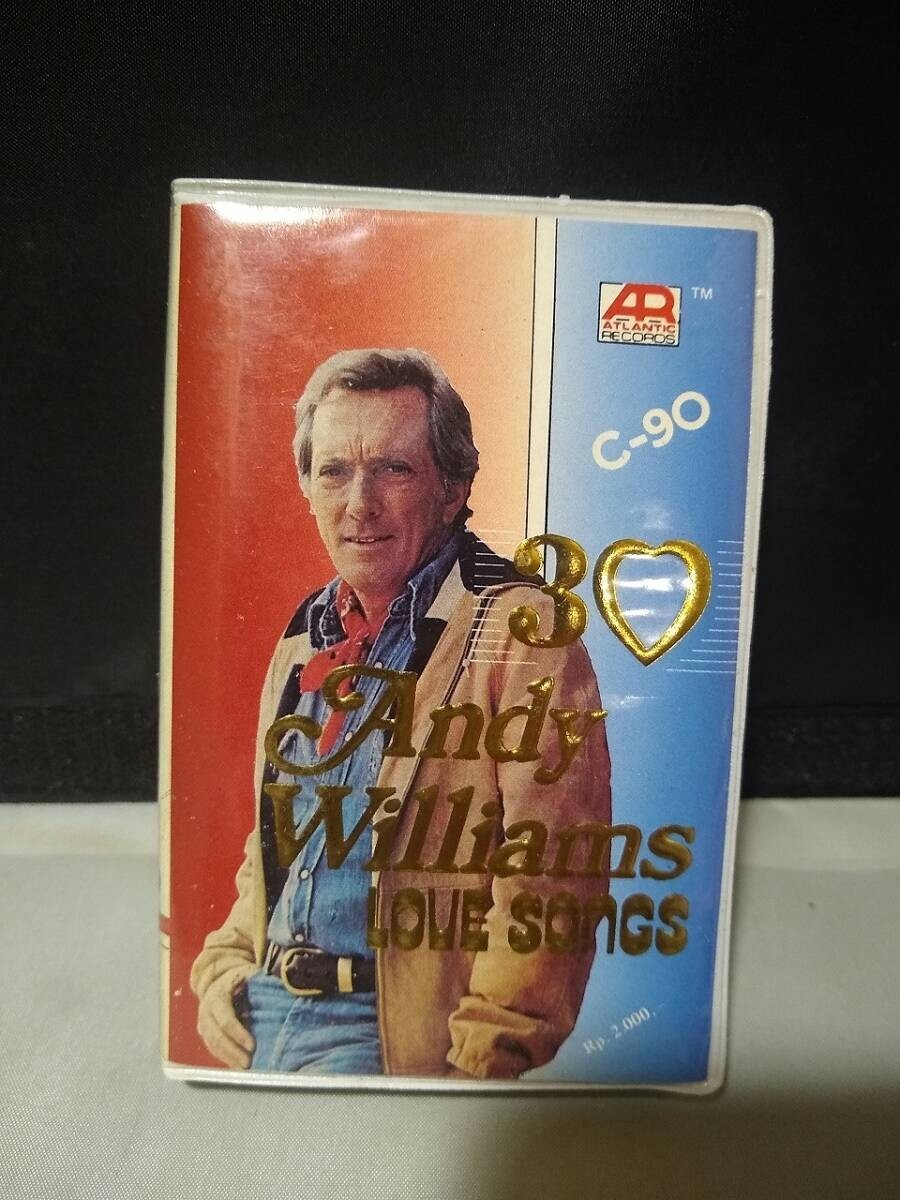 AR
ATLANTIC
RECORDS
TM
C-90
30
Andy
Williams
LOVE SONGS
Rp. 2.000.-